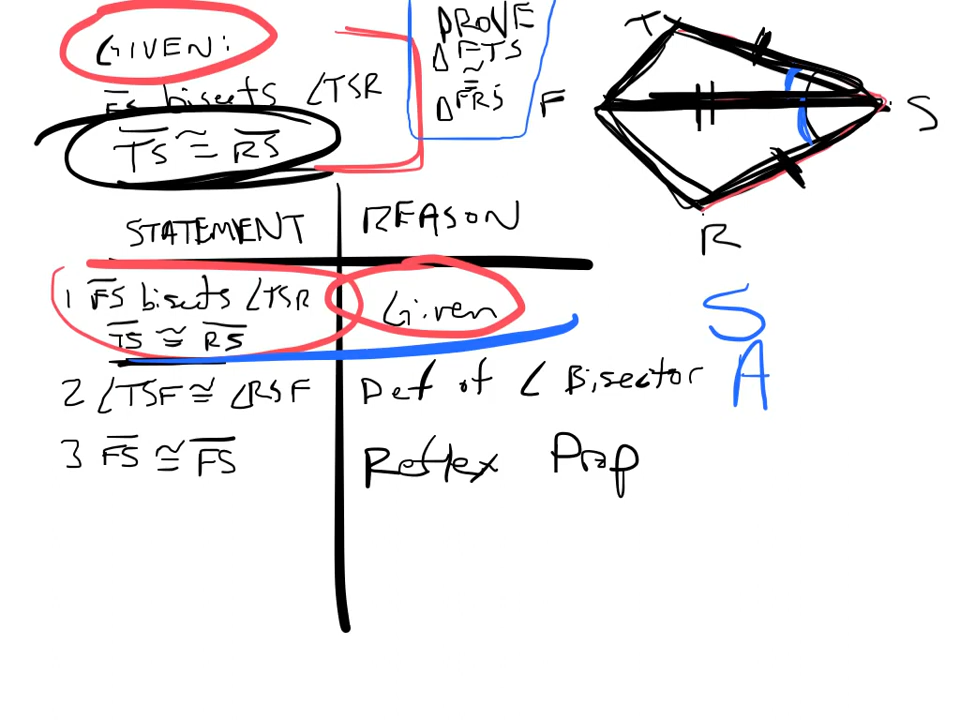 GIVEN:
FS bisects ∠TSR
TS ≅ RS
PROVE
△FTS
≅
△FRS
T
F
S
R
STATEMENT REASON
1 FS bisects ∠TSR Given
TS ≅ RS
S
2 ∠TSF ≅ ∠RSF Def of ∠ Bisector
A
3 FS ≅ FS Reflex Prop